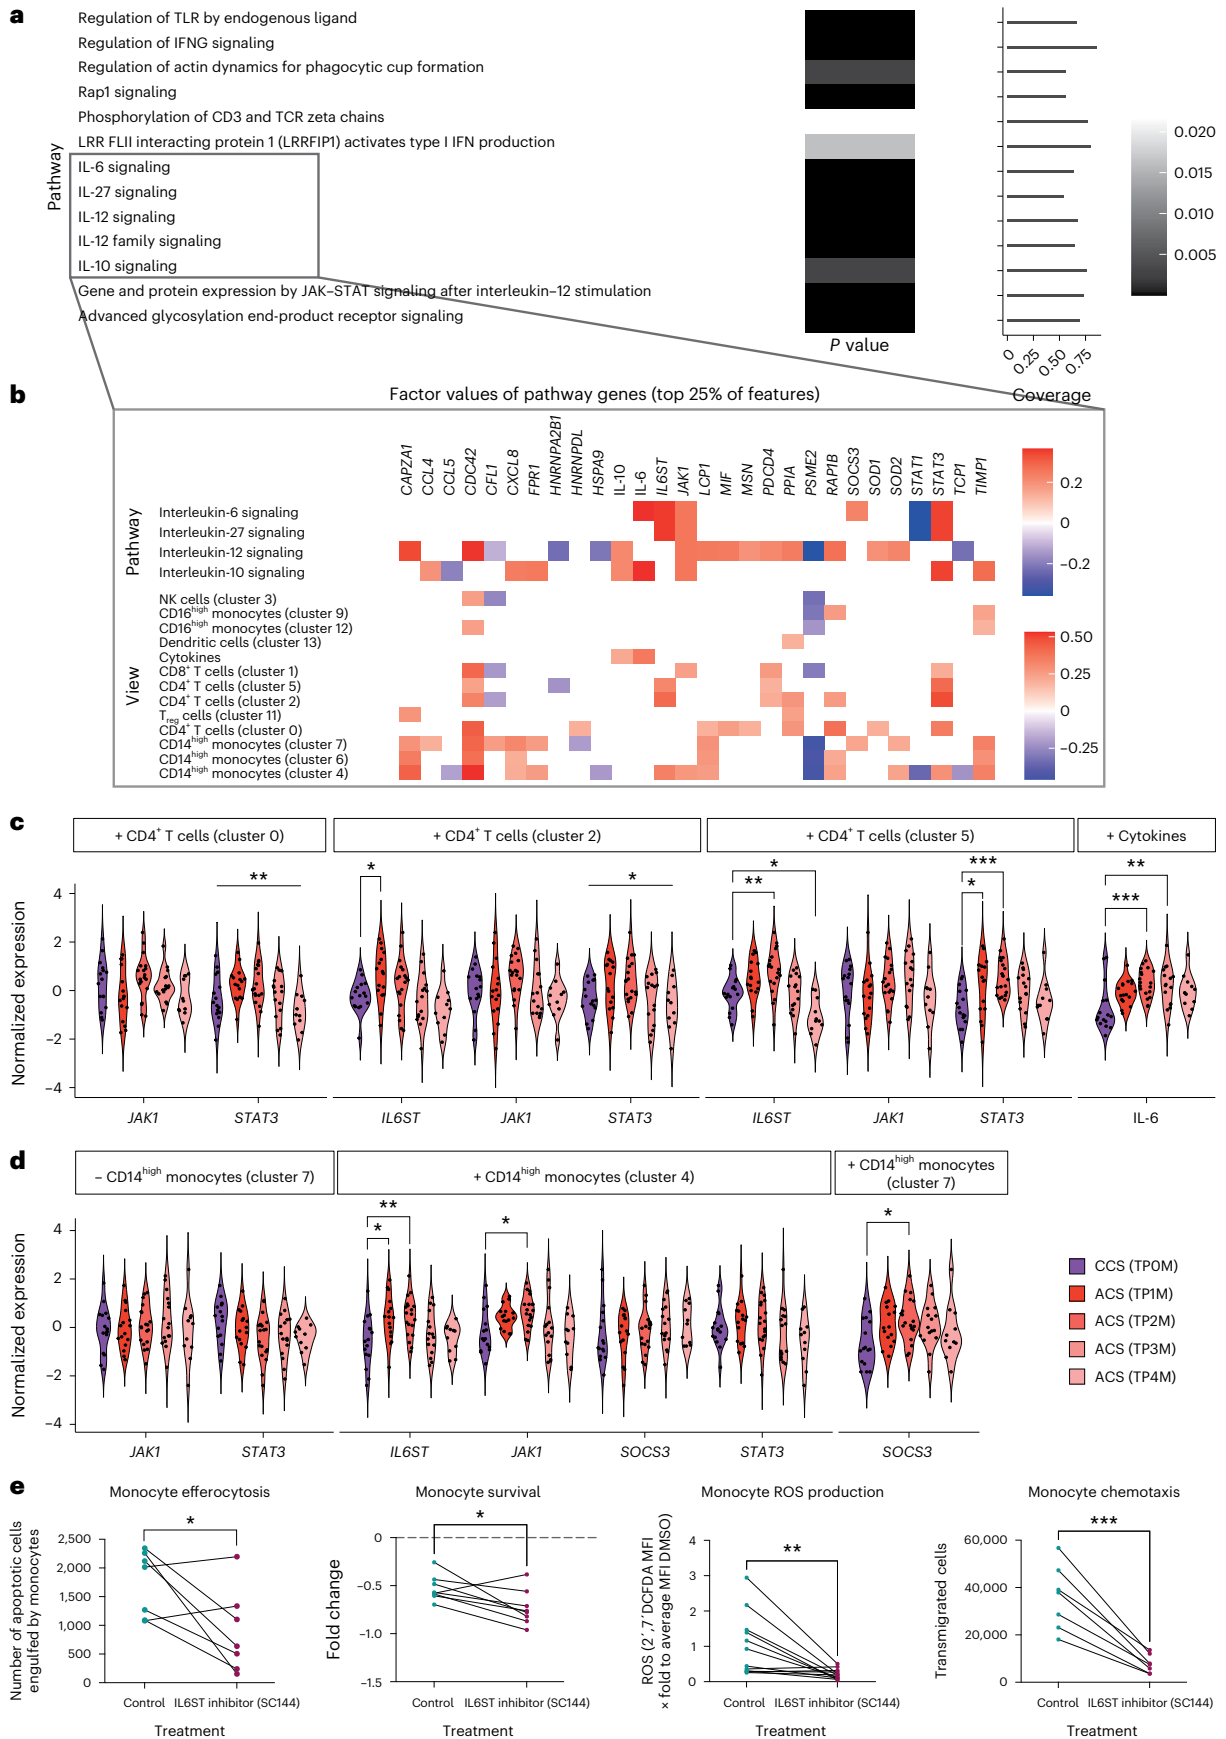 a
Regulation of TLR by endogenous ligand
Regulation of IFNG signaling
Regulation of actin dynamics for phagocytic cup formation
Rap1 signaling
Phosphorylation of CD3 and TCR zeta chains
LRR FLII interacting protein 1 (LRRFIP1) activates type I IFN production
IL-6 signaling
IL-27 signaling
IL-12 signaling
IL-12 family signaling
IL-10 signaling
Gene and protein expression by JAK–STAT signaling after interleukin–12 stimulation
Advanced glycosylation end-product receptor signaling
Pathway
P value
0 0.25 0.50 0.75
Coverage
0.020
0.015
0.010
0.005
b
Factor values of pathway genes (top 25% of features)
CAPZA1 CCL4 CCL5 CDC42 CFL1 CXCL8 FPR1 HNRNPA2B1 HNRNPDL HSPA9 IL-10 IL-6 IL6ST JAK1 LCP1 MIF MSN PDCD4 PPIA PSME2 RAP1B SOCS3 SOD1 SOD2 STAT1 STAT3 TCP1 TIMP1
Pathway
Interleukin-6 signaling
Interleukin-27 signaling
Interleukin-12 signaling
Interleukin-10 signaling
0.2
0
−0.2
View
NK cells (cluster 3)
CD16high monocytes (cluster 9)
CD16high monocytes (cluster 12)
Dendritic cells (cluster 13)
Cytokines
CD8+ T cells (cluster 1)
CD4+ T cells (cluster 5)
CD4+ T cells (cluster 2)
Treg cells (cluster 11)
CD4+ T cells (cluster 0)
CD14high monocytes (cluster 7)
CD14high monocytes (cluster 6)
CD14high monocytes (cluster 4)
0.50
0.25
0
−0.25
c
+ CD4+ T cells (cluster 0)
+ CD4+ T cells (cluster 2)
+ CD4+ T cells (cluster 5)
+ Cytokines
Normalized expression
4
2
0
−2
−4
** * * ** * *** * *** **
JAK1 STAT3 IL6ST JAK1 STAT3 IL6ST JAK1 STAT3 IL-6
d
− CD14high monocytes (cluster 7)
+ CD14high monocytes (cluster 4)
+ CD14high monocytes
(cluster 7)
Normalized expression
4
2
0
−2
−4
** * * *
JAK1 STAT3 IL6ST JAK1 SOCS3 STAT3 SOCS3
CCS (TP0M)
ACS (TP1M)
ACS (TP2M)
ACS (TP3M)
ACS (TP4M)
e
Monocyte efferocytosis
Number of apoptotic cells
engulfed by monocytes
2,500
2,000
1,500
1,000
500
0
*
Control IL6ST inhibitor (SC144)
Treatment
Monocyte survival
Fold change
0
−0.5
−1.0
−1.5
*
Control IL6ST inhibitor (SC144)
Treatment
Monocyte ROS production
ROS (2′,7′DCFDA MFI
× fold to average MFI DMSO)
4
3
2
1
0
**
Control IL6ST inhibitor (SC144)
Treatment
Monocyte chemotaxis
Transmigrated cells
60,000
40,000
20,000
0
***
Control IL6ST inhibitor (SC144)
Treatment